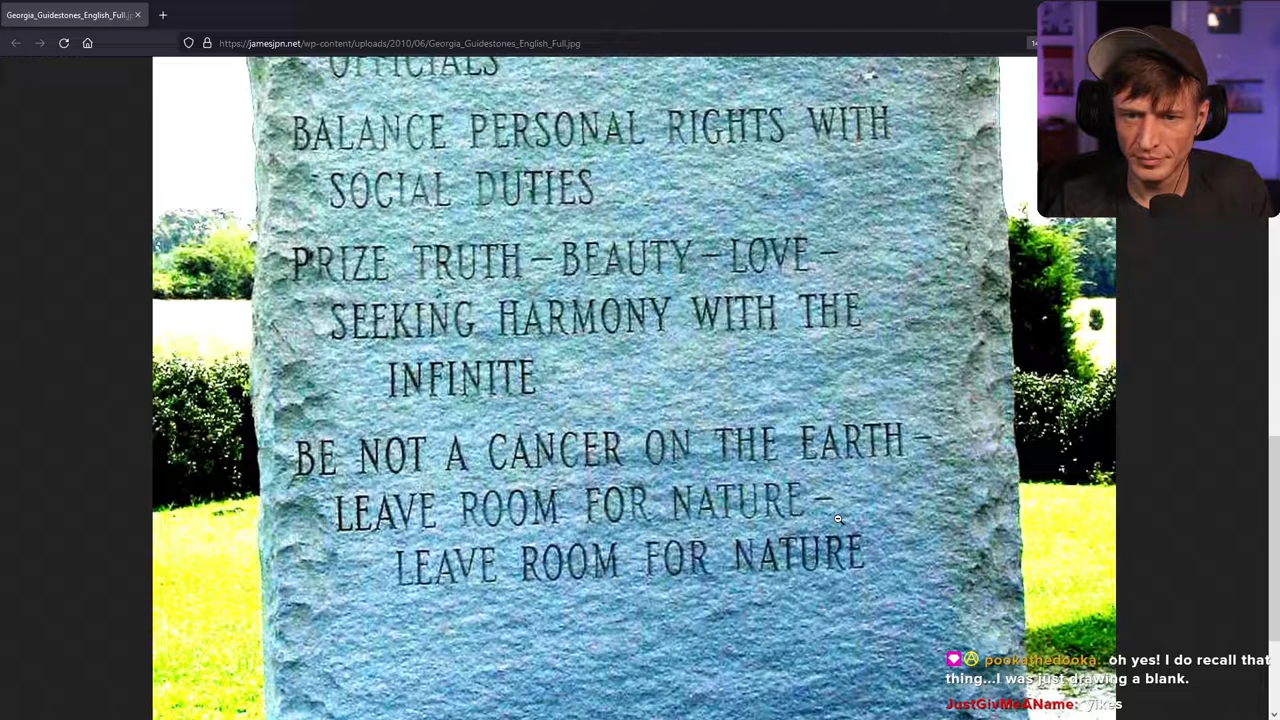 Georgia_Guidestones_English_Full.jp
https://jamesjpn.net/wp-content/uploads/2010/06/Georgia_Guidestones_English_Full.jpg
OFFICIALS
BALANCE PERSONAL RIGHTS WITH
SOCIAL DUTIES
PRIZE TRUTH - BEAUTY - LOVE -
SEEKING HARMONY WITH THE
INFINITE
BE NOT A CANCER ON THE EARTH -
LEAVE ROOM FOR NATURE -
LEAVE ROOM FOR NATURE
pookathedooka: oh yes! I do recall that
thing...I was just drawing a blank.
JustGivMeAName: yikes